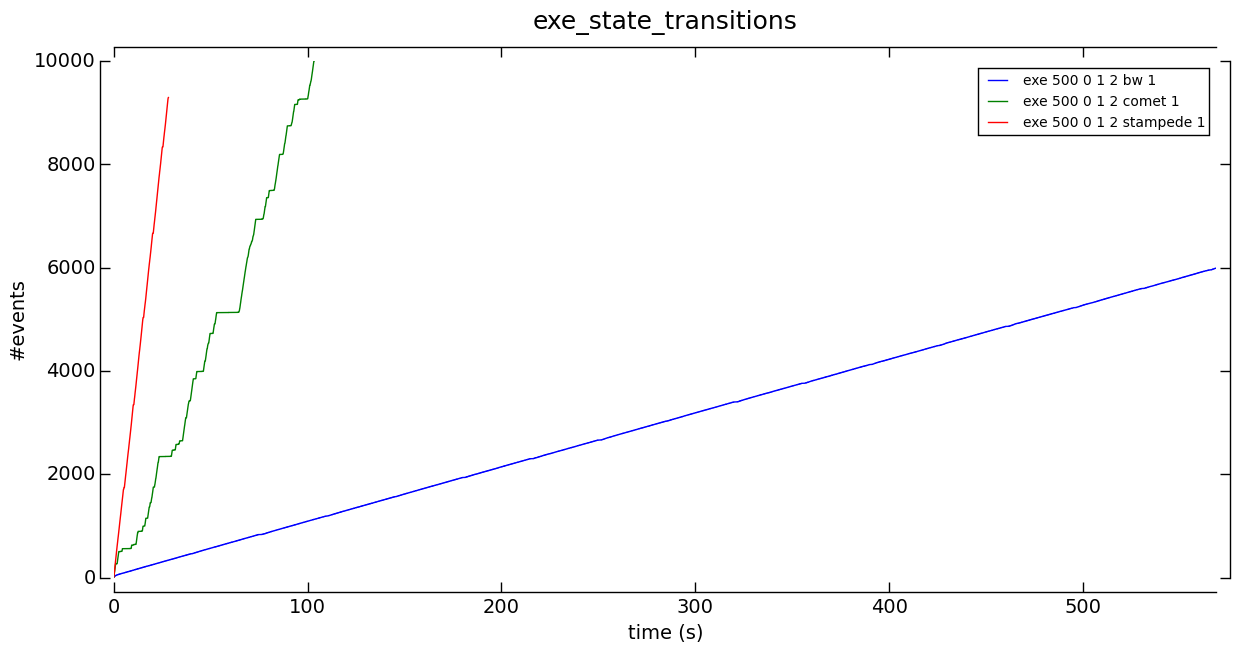 exe_state_transitions
10000
8000
6000
4000
2000
0
#events
exe 500 0 1 2 bw 1
exe 500 0 1 2 comet 1
exe 500 0 1 2 stampede 1
0 100 200 300 400 500
time (s)